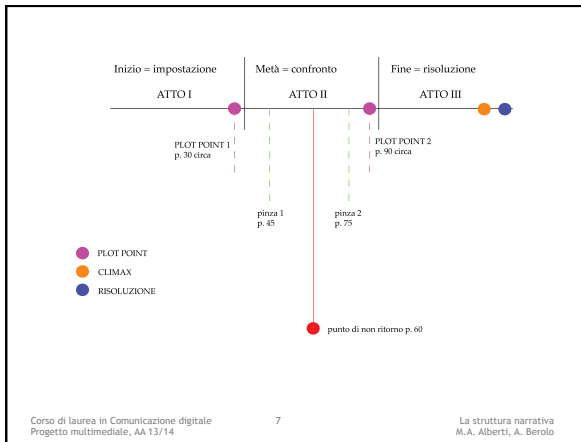 Inizio = impostazione
Metà = confronto
Fine = risoluzione
ATTO I
ATTO II
ATTO III
PLOT POINT 1
p. 30 circa
PLOT POINT 2
p. 90 circa
pinza 1
p. 45
pinza 2
p. 75
PLOT POINT
CLIMAX
RISOLUZIONE
punto di non ritorno p. 60
Corso di laurea in Comunicazione digitale
Progetto multimediale, AA 13/14
7
La struttura narrativa
M.A. Alberti, A. Berolo